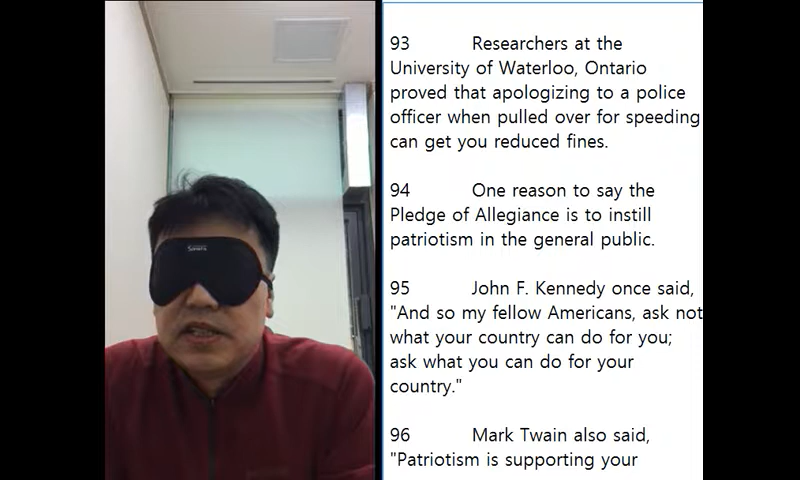 93 Researchers at the
University of Waterloo, Ontario
proved that apologizing to a police
officer when pulled over for speeding
can get you reduced fines.
94 One reason to say the
Pledge of Allegiance is to instill
patriotism in the general public.
95 John F. Kennedy once said,
"And so my fellow Americans, ask not
what your country can do for you;
ask what you can do for your
country."
96 Mark Twain also said,
"Patriotism is supporting your